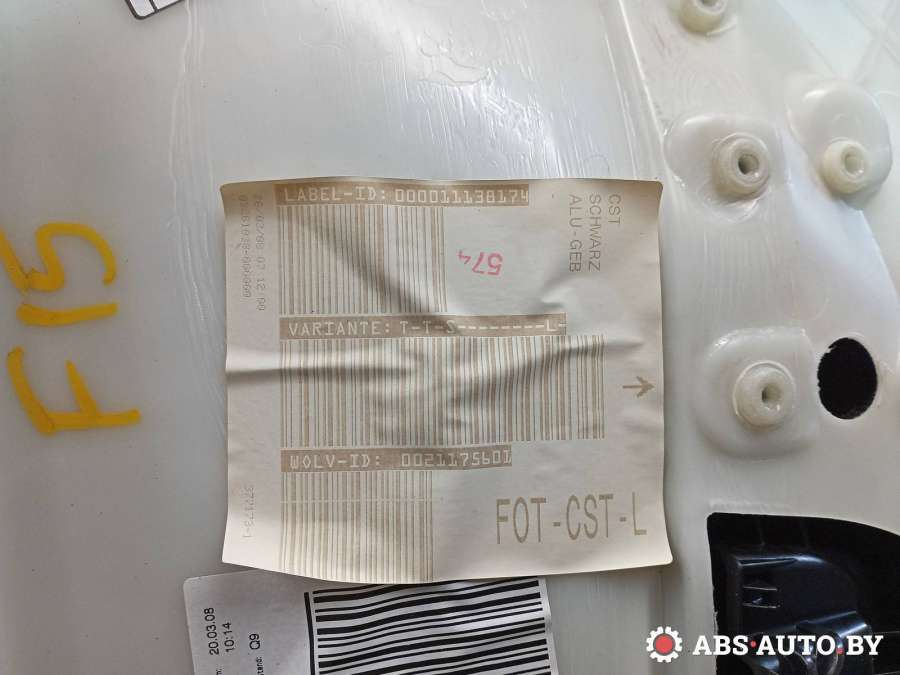 LABEL-ID: 000011138174
CST
SCHWARZ
ALU-GEB
574
VARIANTE: T-T-S--------L-
WOLV-ID: 0021175601
FOT-CST-L
F15
20.03.08
10:14
Q9
ABS-AUTO.BY